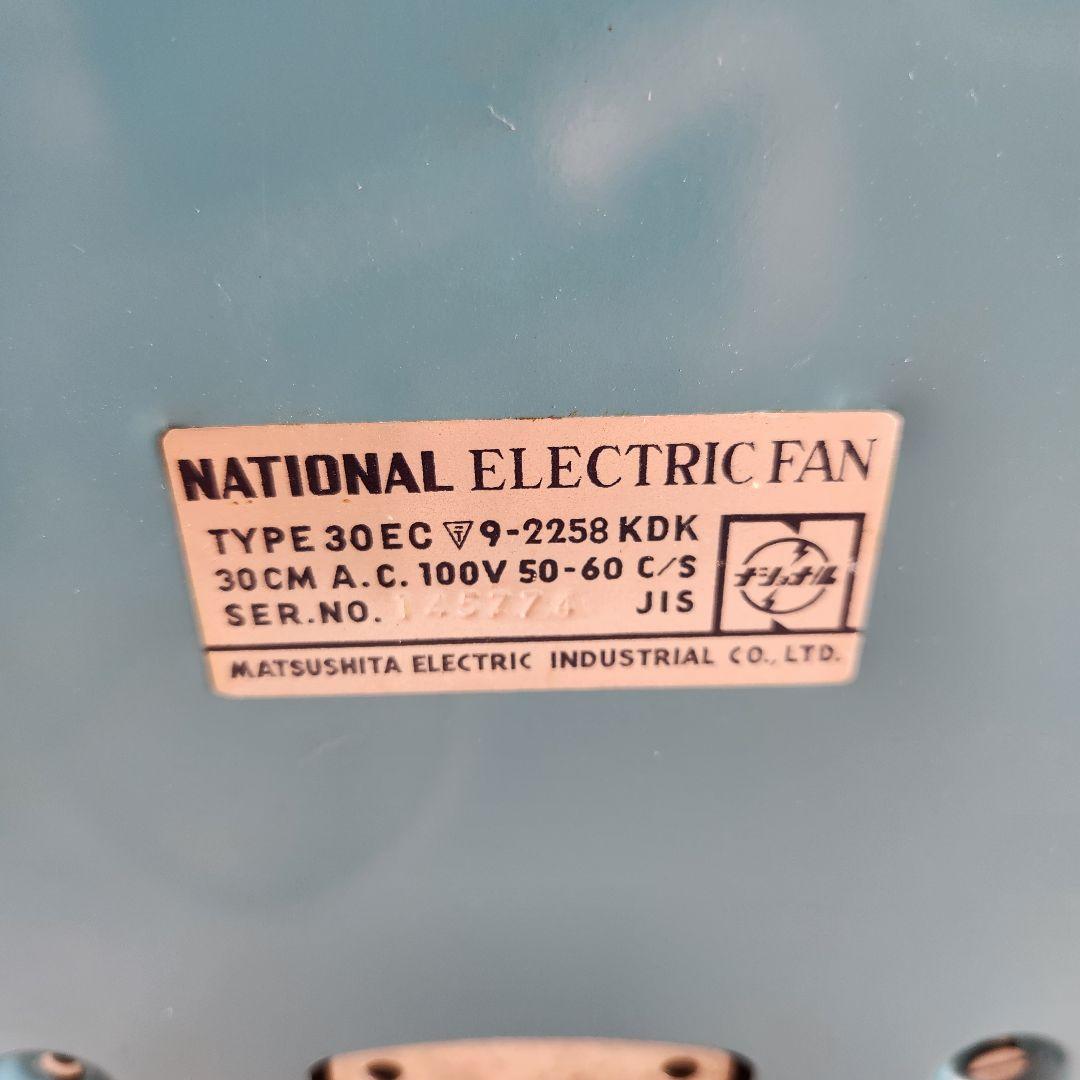 NATIONAL ELECTRIC FAN
TYPE 30EC 〒 9-2258 KDK
30CM A.C. 100V 50-60 C/S
SER.NO. 145774 JIS
ナショナル
MATSUSHITA ELECTRIC INDUSTRIAL CO., LTD.